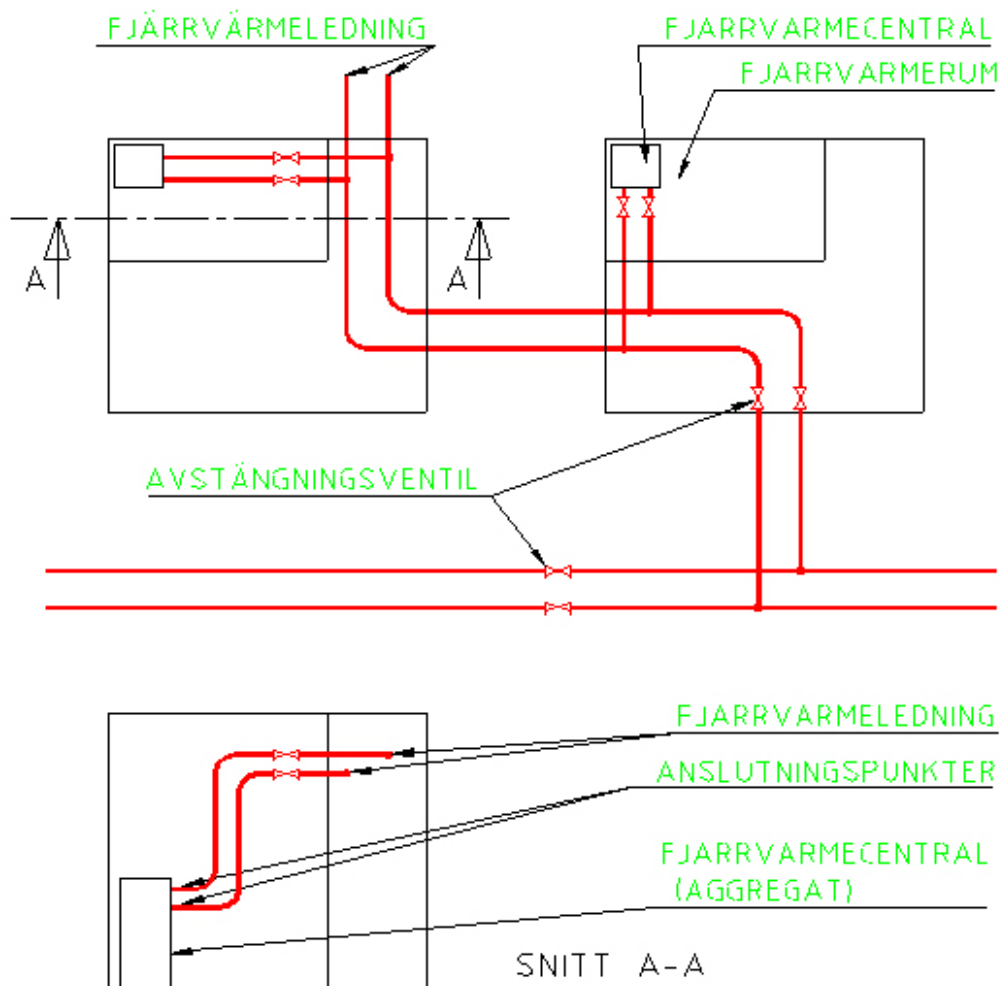 FJÄRRVÄRMELEDNING
FJARRVARMECENTRAL
FJARRVARMERUM
A
A
AVSTÄNGNINGSVENTIL
FJARRVARMELEDNING
ANSLUTNINGSPUNKTER
FJARRVARMECENTRAL
(AGGREGAT)
SNITT A-A